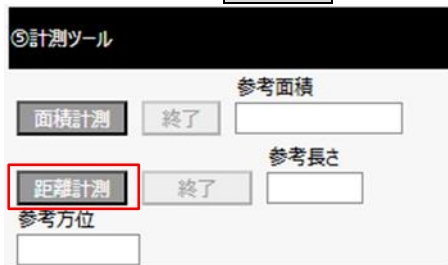 ⑤計測ツール
参考面積
面積計測 終了
参考長さ
距離計測 終了
参考方位